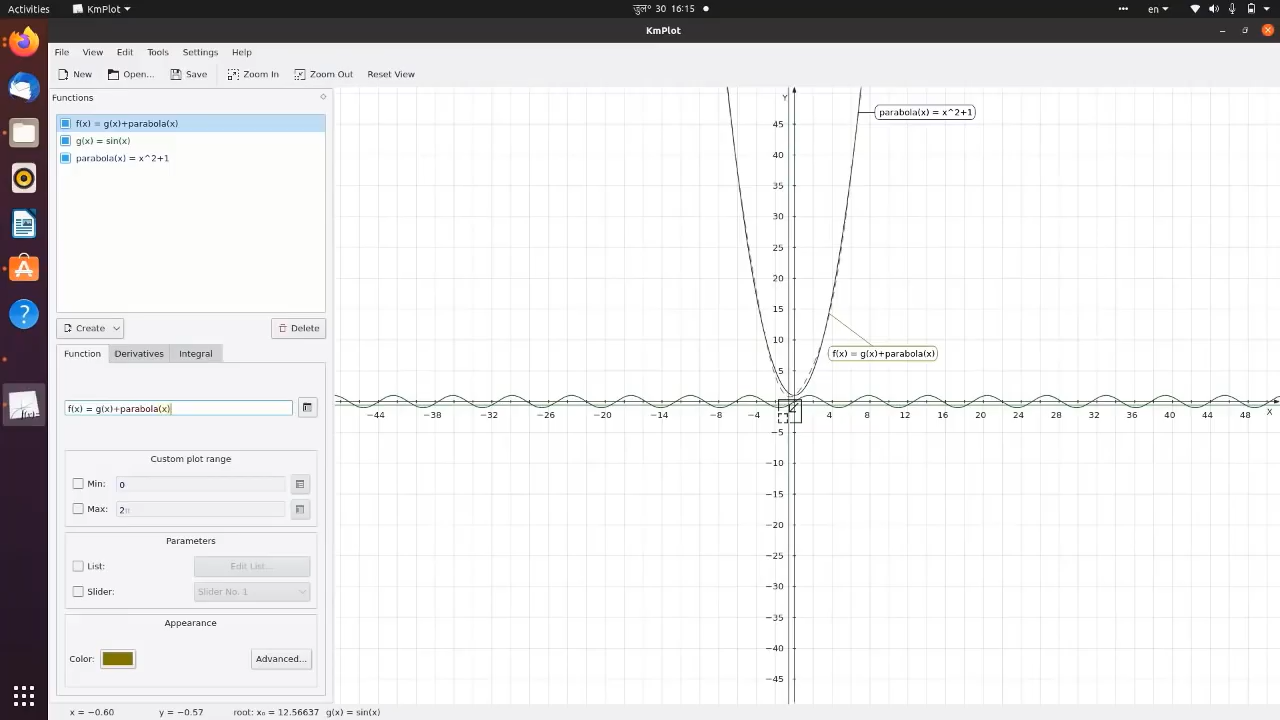 Activities KmPlot जुल॰ 30 16:15 en
KmPlot
File View Edit Tools Settings Help
New Open... Save Zoom In Zoom Out Reset View
Functions
f(x) = g(x)+parabola(x)
g(x) = sin(x)
parabola(x) = x^2+1
Create Delete
Function Derivatives Integral
f(x) = g(x)+parabola(x)
Custom plot range
Min: 0
Max: 2π
Parameters
List: Edit List...
Slider: Slider No. 1
Appearance
Color: Advanced...
Y
parabola(x) = x^2+1
45
40
35
30
25
20
15
10
5
f(x) = g(x)+parabola(x)
−44 −36 −32 −28 −20 −14 −8 −4 4 8 12 16 20 24 28 32 38 44 48 X
−5
−10
−15
−20
−25
−30
−35
−40
−45
x = −0.60 y = −0.57 root: x₀ = 12.56637 g(x) = sin(x)